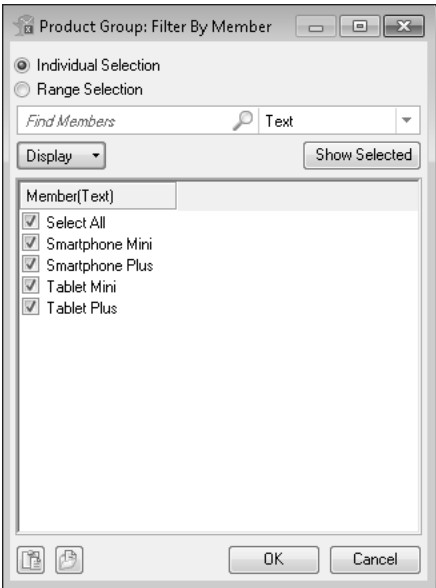 Product Group: Filter By Member
Individual Selection
Range Selection
Find Members Text
Display Show Selected
Member(Text)
Select All
Smartphone Mini
Smartphone Plus
Tablet Mini
Tablet Plus
OK Cancel